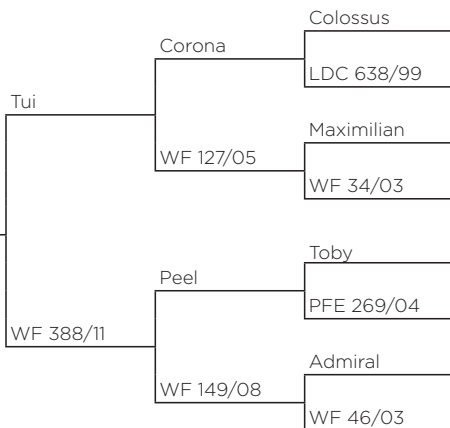 Colossus
Corona
LDC 638/99
Tui
Maximilian
WF 127/05
WF 34/03
Toby
Peel
PFE 269/04
WF 388/11
Admiral
WF 149/08
WF 46/03